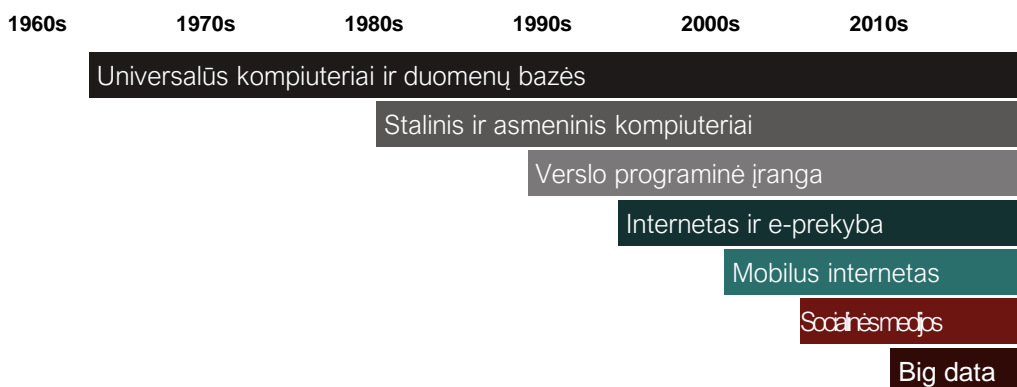 1960s 1970s 1980s 1990s 2000s 2010s
Universalūs kompiuteriai ir duomenų bazės
Stalinis ir asmeninis kompiuteriai
Verslo programinė įranga
Internetas ir e-prekyba
Mobilus internetas
Socialinės medijos
Big data